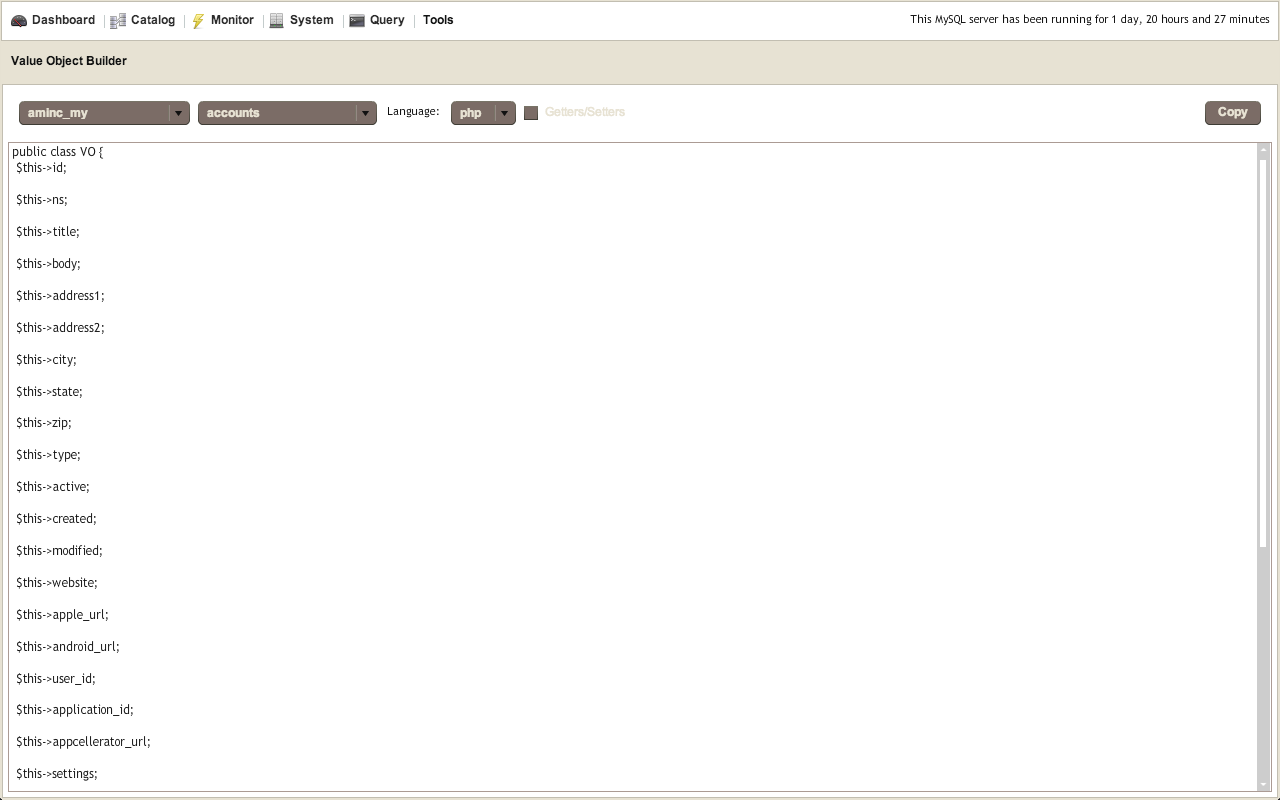 Dashboard Catalog Monitor System Query Tools This MySQL server has been running for 1 day, 20 hours and 27 minutes
Value Object Builder
aminc_my accounts Language: php Getters/Setters Copy
public class VO {
$this->id;
$this->ns;
$this->title;
$this->body;
$this->address1;
$this->address2;
$this->city;
$this->state;
$this->zip;
$this->type;
$this->active;
$this->created;
$this->modified;
$this->website;
$this->apple_url;
$this->android_url;
$this->user_id;
$this->application_id;
$this->appcellerator_url;
$this->settings;